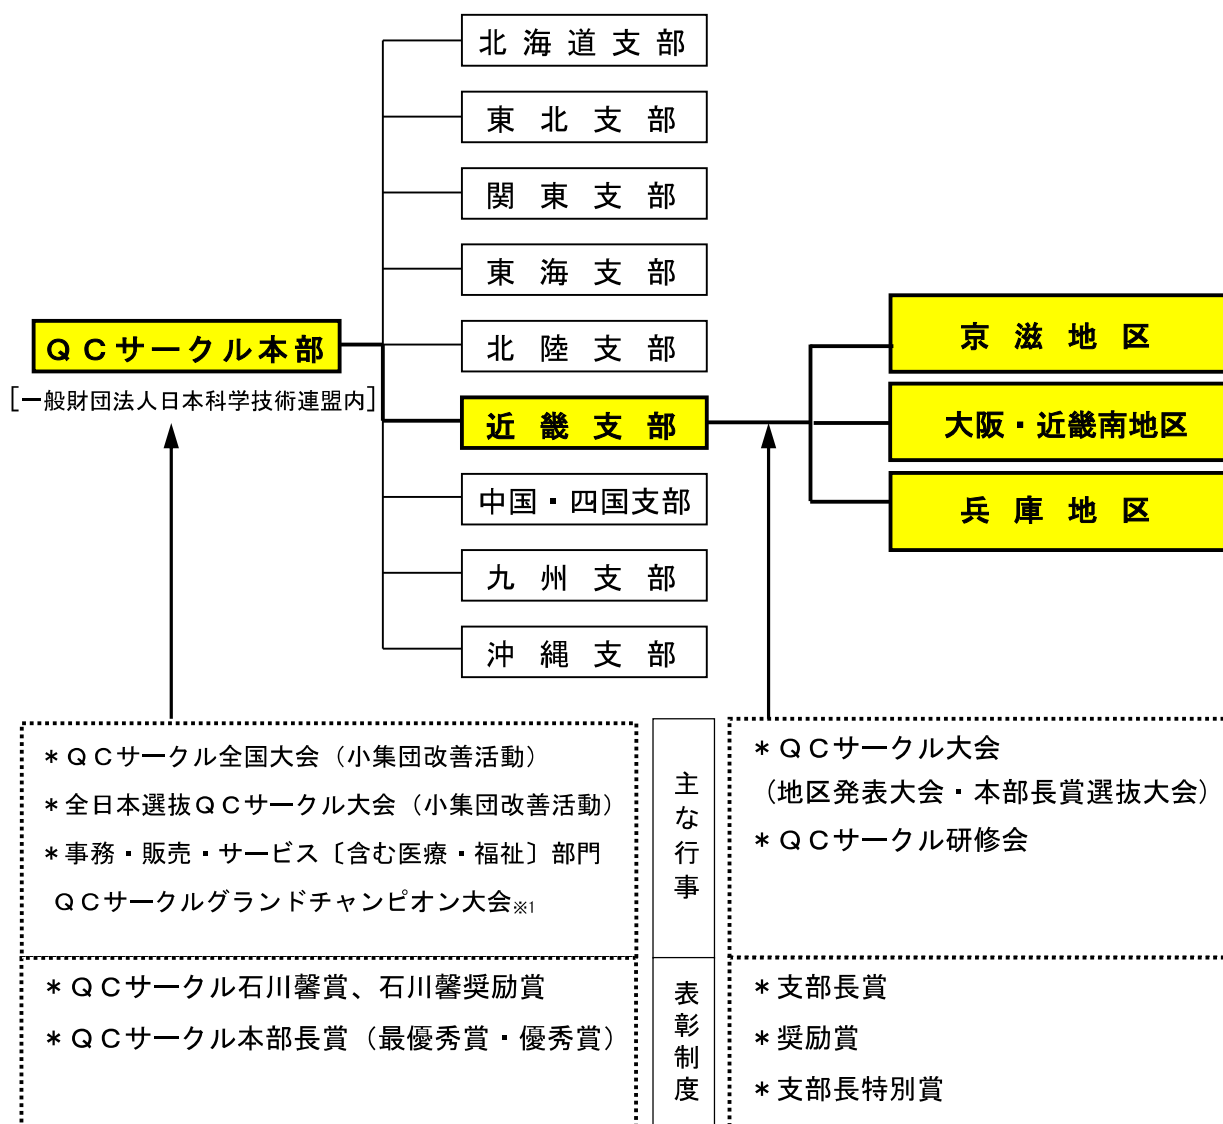 北海道支部
東北支部
関東支部
東海支部
北陸支部
近畿支部
中国・四国支部
九州支部
沖縄支部
ＱＣサークル本部
［一般財団法人日本科学技術連盟内］
京滋地区
大阪・近畿南地区
兵庫地区
＊ＱＣサークル全国大会（小集団改善活動）
＊全日本選抜ＱＣサークル大会（小集団改善活動）
＊事務・販売・サービス〔含む医療・福祉〕部門
ＱＣサークルグランドチャンピオン大会※1
主な行事
＊ＱＣサークル大会
（地区発表大会・本部長賞選抜大会）
＊ＱＣサークル研修会
＊ＱＣサークル石川馨賞、石川馨奨励賞
＊ＱＣサークル本部長賞（最優秀賞・優秀賞）
表彰制度
＊支部長賞
＊奨励賞
＊支部長特別賞